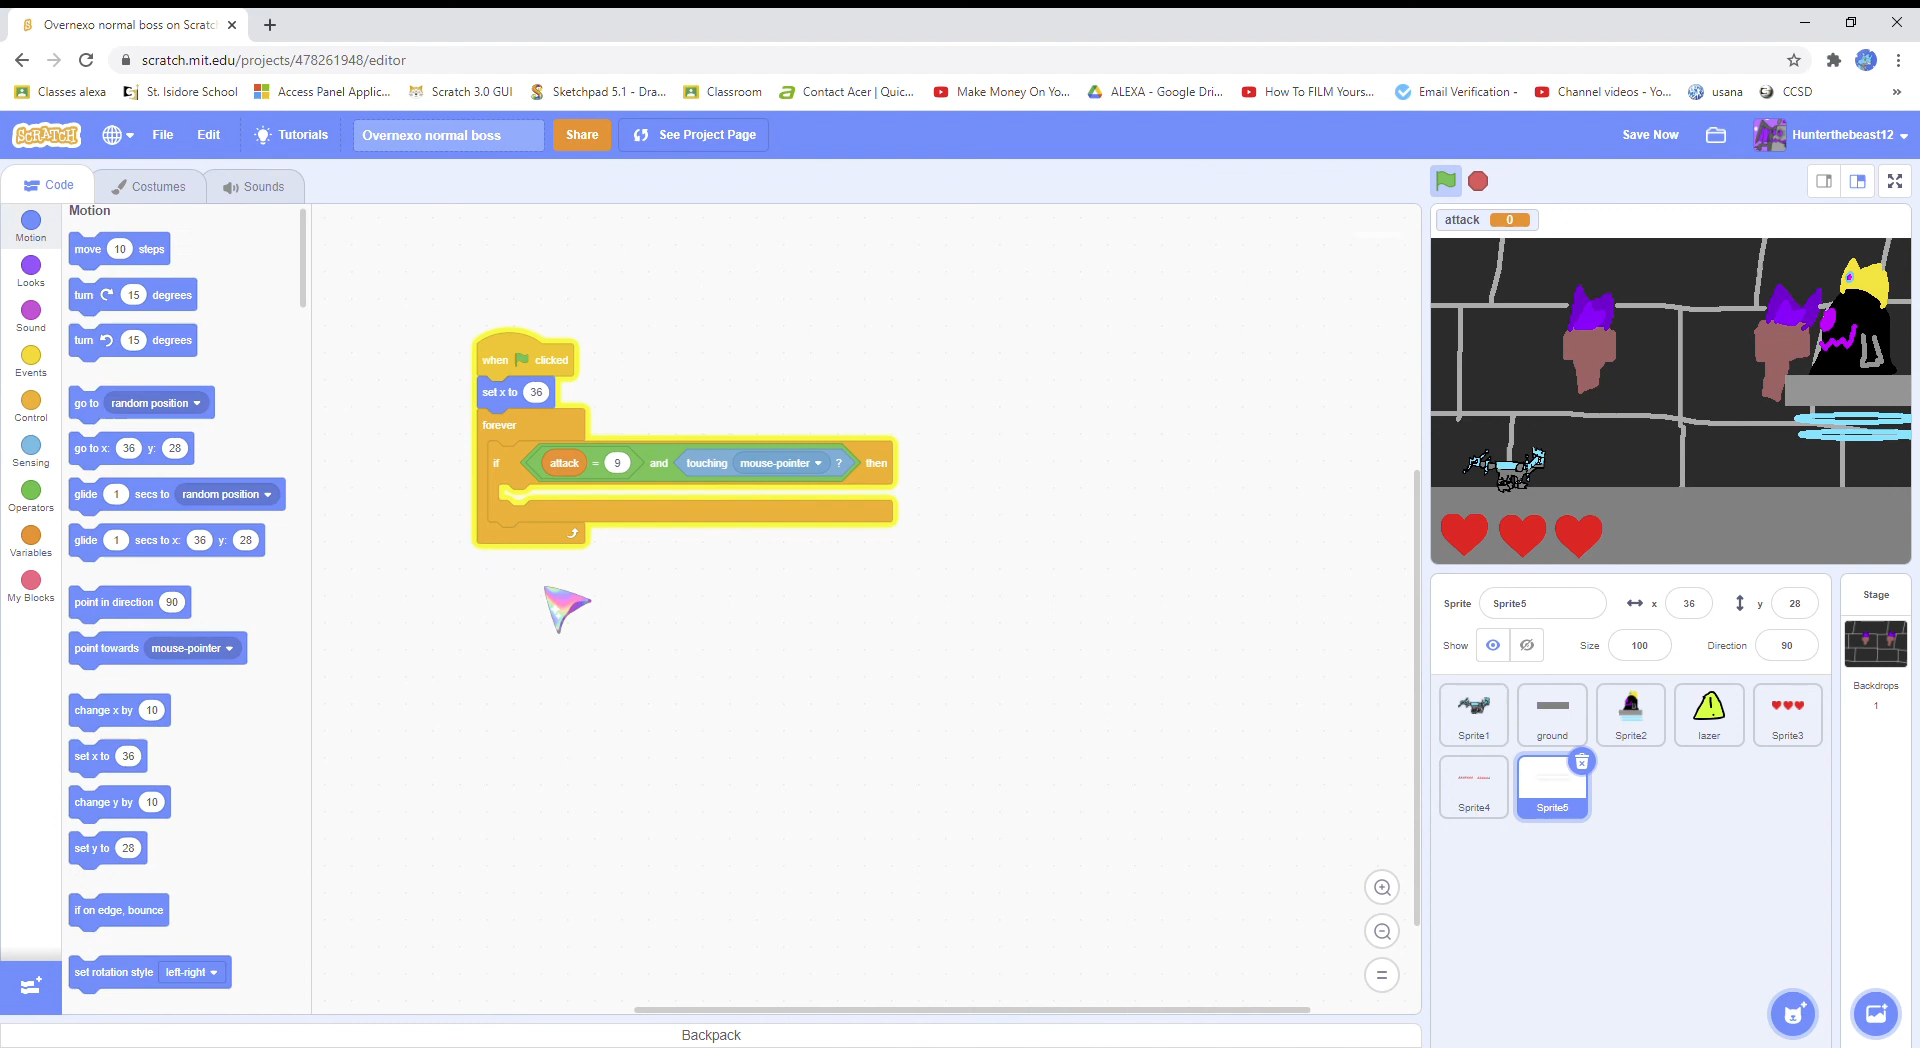 Overnexo normal boss on Scratc
scratch.mit.edu/projects/478261948/editor
Classes alexa St. Isidore School Access Panel Applic... Scratch 3.0 GUI Sketchpad 5.1 - Dra... Classroom Contact Acer | Quic... Make Money On Yo... ALEXA - Google Dri... How To FILM Yours... Email Verification - Channel videos - Yo... usana CCSD »
SCRATCH File Edit Tutorials Overnexo normal boss Share See Project Page Save Now Hunterthebeast12
Code Costumes Sounds
Motion
Looks
Sound
Events
Control
Sensing
Operators
Variables
My Blocks
Motion
move 10 steps
turn 15 degrees
turn 15 degrees
go to random position
go to x: 36 y: 28
glide 1 secs to random position
glide 1 secs to x: 36 y: 28
point in direction 90
point towards mouse-pointer
change x by 10
set x to 36
change y by 10
set y to 28
if on edge, bounce
set rotation style left-right
when clicked
set x to 36
forever
if attack = 9 and touching mouse-pointer ? then
attack 0
Sprite Sprite5 x 36 y 28
Show Size 100 Direction 90
Sprite1 ground Sprite2 lazer Sprite3
Sprite4 Sprite5
Stage
Backdrops
1
Backpack